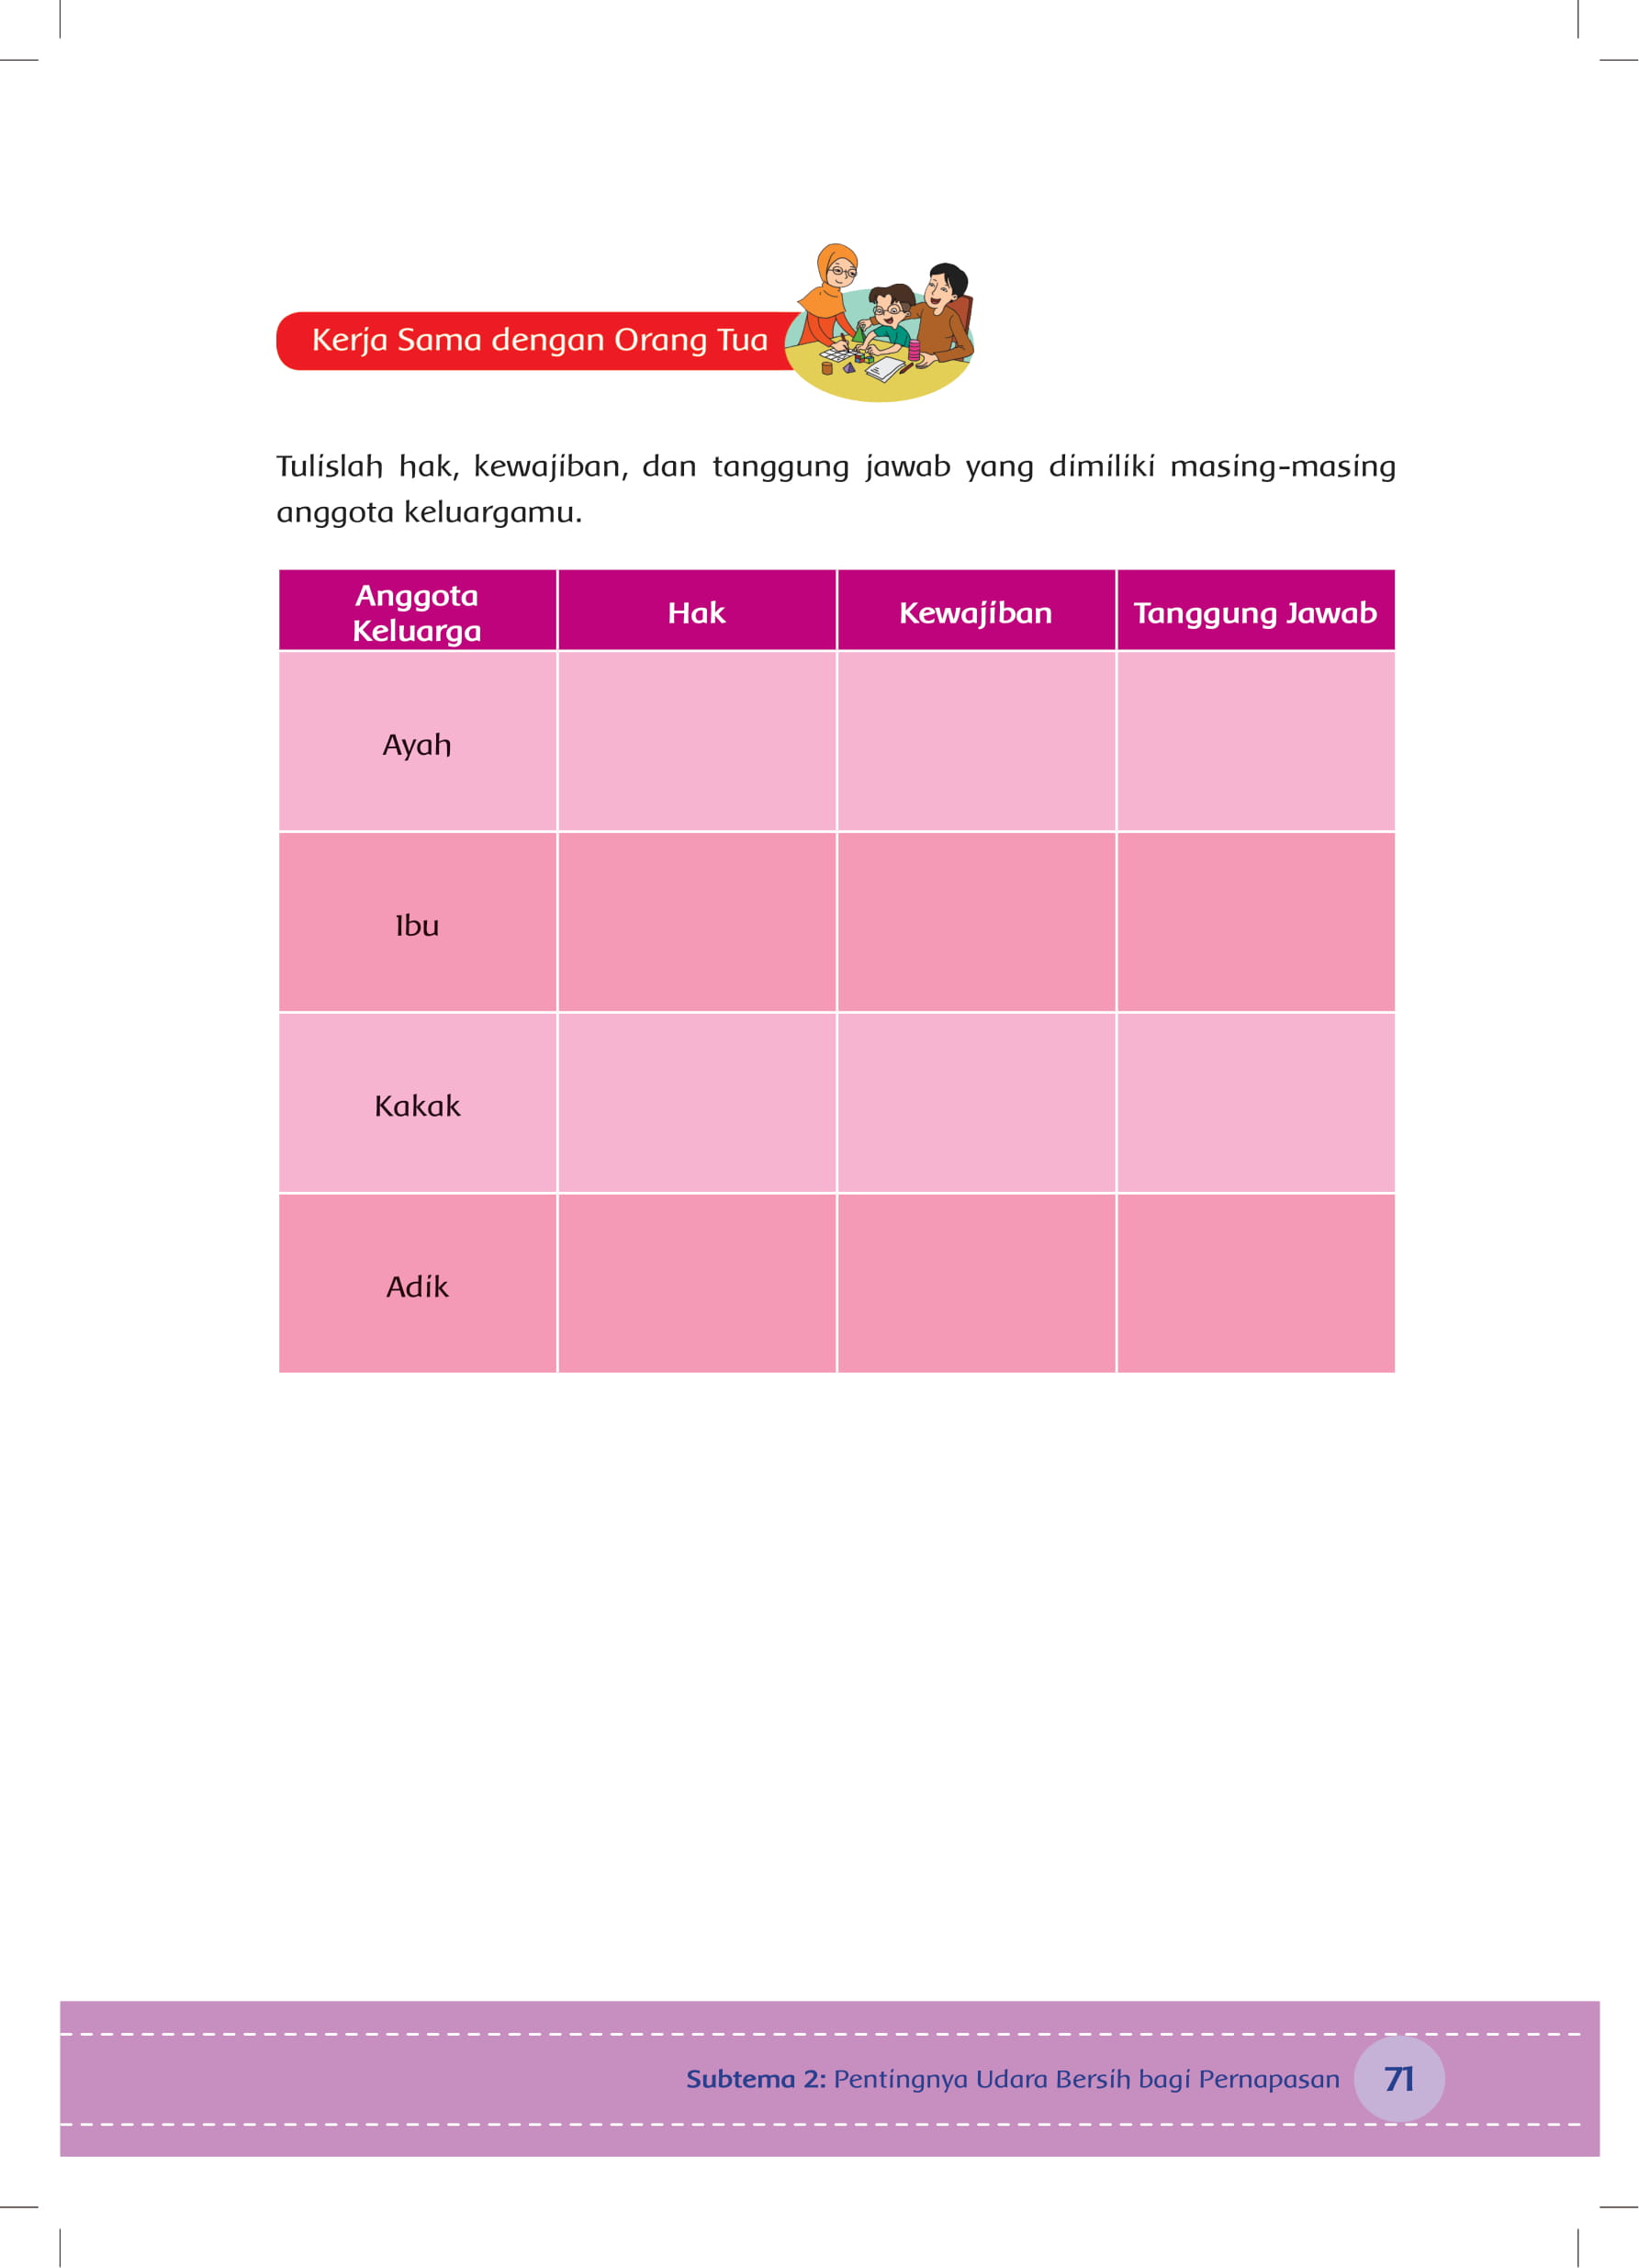 Kerja Sama dengan Orang Tua
Tulislah hak, kewajiban, dan tanggung jawab yang dimiliki masing-masing
anggota keluargamu.
Anggota
Keluarga
Hak
Kewajiban
Tanggung Jawab
Ayah
Ibu
Kakak
Adik
Subtema 2: Pentingnya Udara Bersih bagi Pernapasan
71